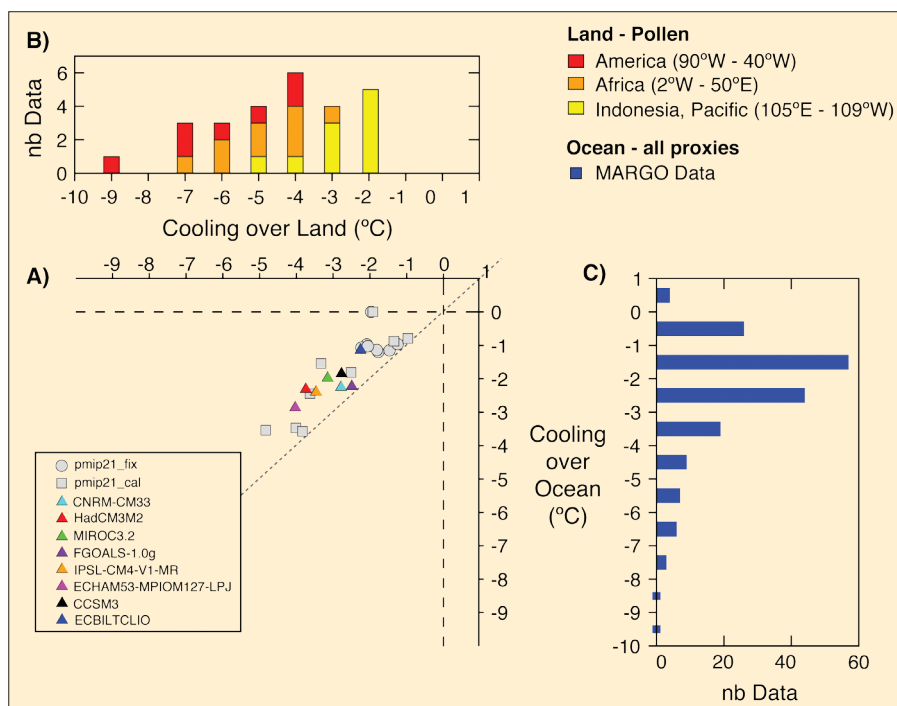 B)
nb Data
6
4
2
0
-10 -9 -8 -7 -6 -5 -4 -3 -2 -1 0 1
Cooling over Land (ºC)
Land - Pollen
America (90ºW - 40ºW)
Africa (2ºW - 50ºE)
Indonesia, Pacific (105ºE - 109ºW)
Ocean - all proxies
MARGO Data
A)
-9 -8 -7 -6 -5 -4 -3 -2 -1 0 1
0
-1
-2
-3
-4
-5
-6
-7
-8
-9
pmip21_fix
pmip21_cal
CNRM-CM33
HadCM3M2
MIROC3.2
FGOALS-1.0g
IPSL-CM4-V1-MR
ECHAM53-MPIOM127-LPJ
CCSM3
ECBILTCLIO
Cooling
over
Ocean
(ºC)
C)
1
0
-1
-2
-3
-4
-5
-6
-7
-8
-9
-10
0 20 40 60
nb Data